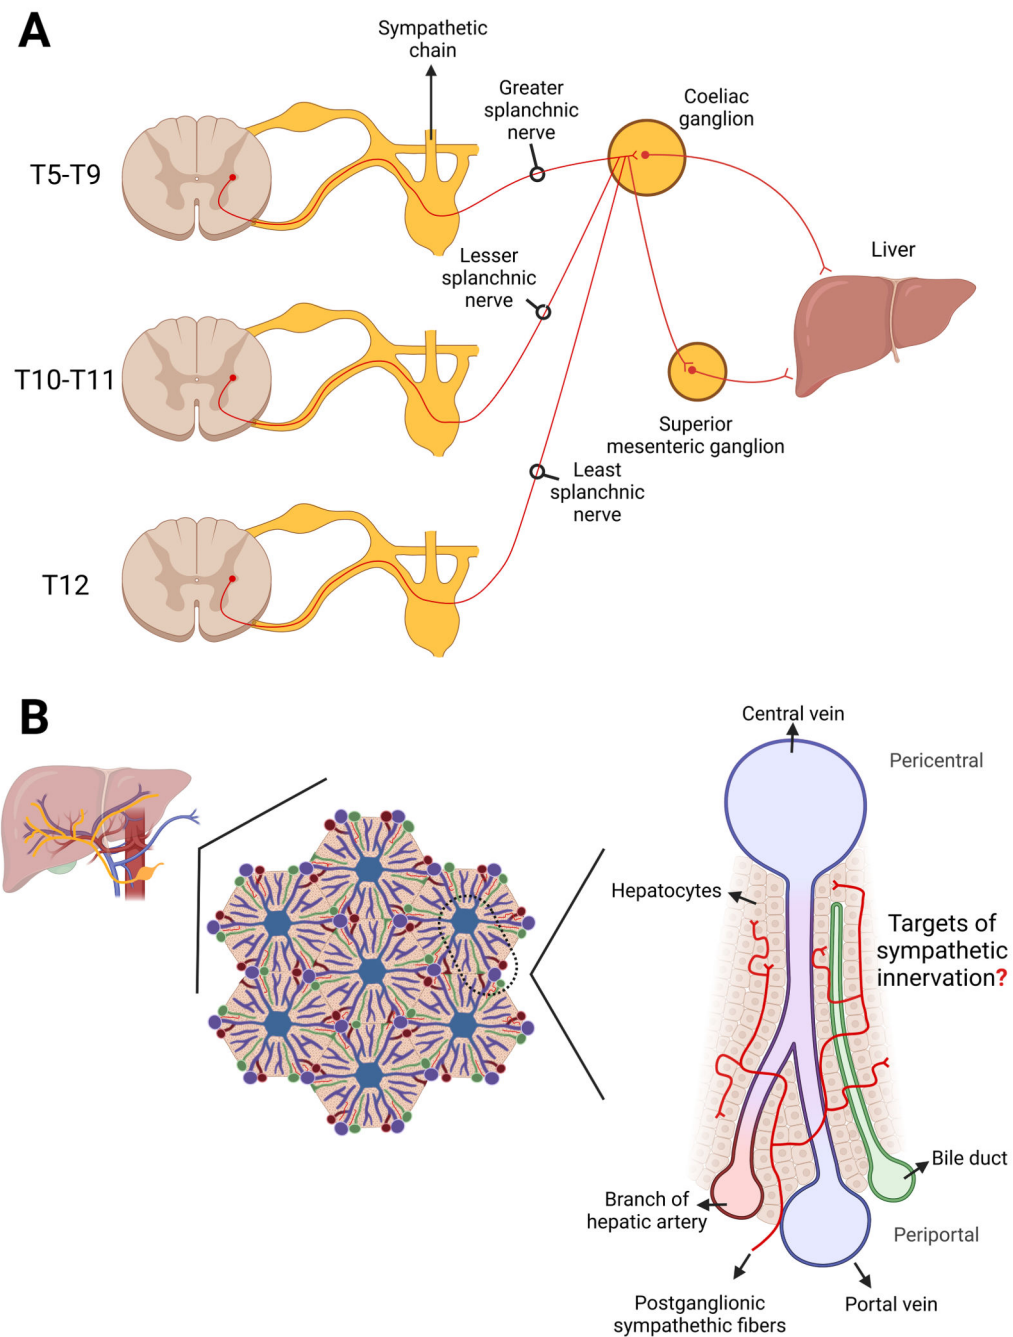 A
Sympathetic
chain
Greater
splanchnic
nerve
Coeliac
ganglion
T5-T9
Lesser
splanchnic
nerve
Liver
T10-T11
Superior
mesenteric ganglion
Least
splanchnic
nerve
T12
B
Central vein
Pericentral
Hepatocytes
Targets of
sympathetic
innervation?
Bile duct
Branch of
hepatic artery
Periportal
Postganglionic
sympathethic fibers
Portal vein